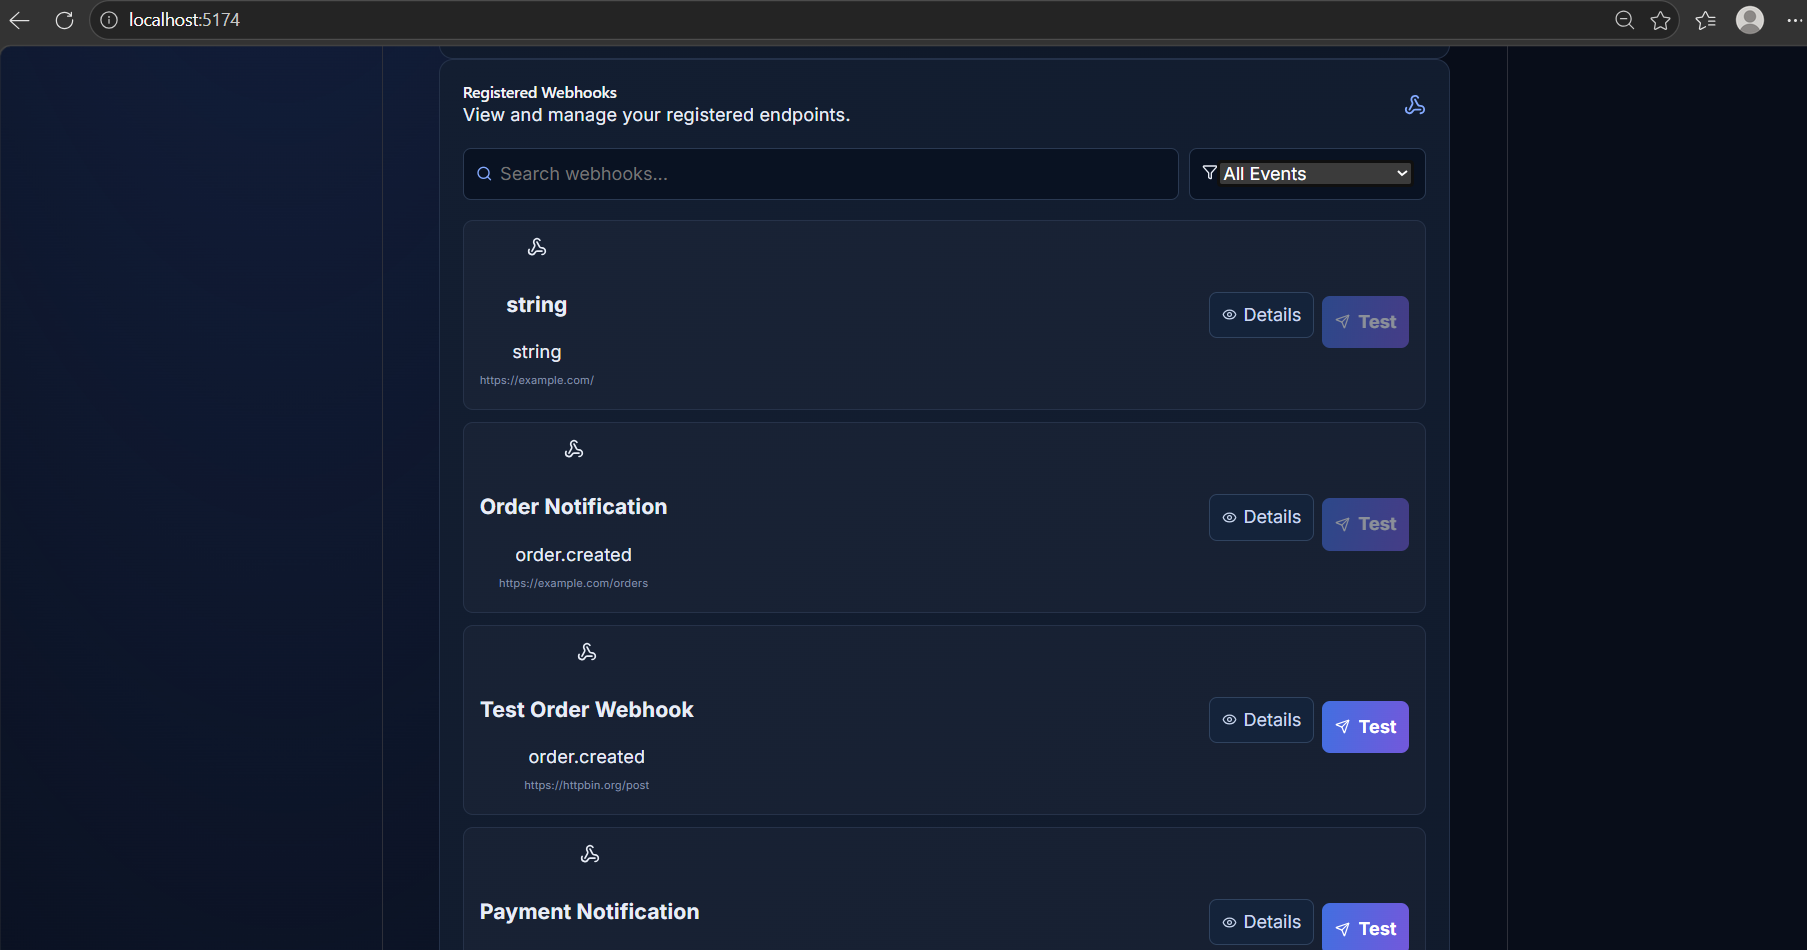 localhost:5174
Registered Webhooks
View and manage your registered endpoints.
Search webhooks...
All Events
string
string
https://example.com/
Details
Test
Order Notification
order.created
https://example.com/orders
Details
Test
Test Order Webhook
order.created
https://httpbin.org/post
Details
Test
Payment Notification
Details
Test